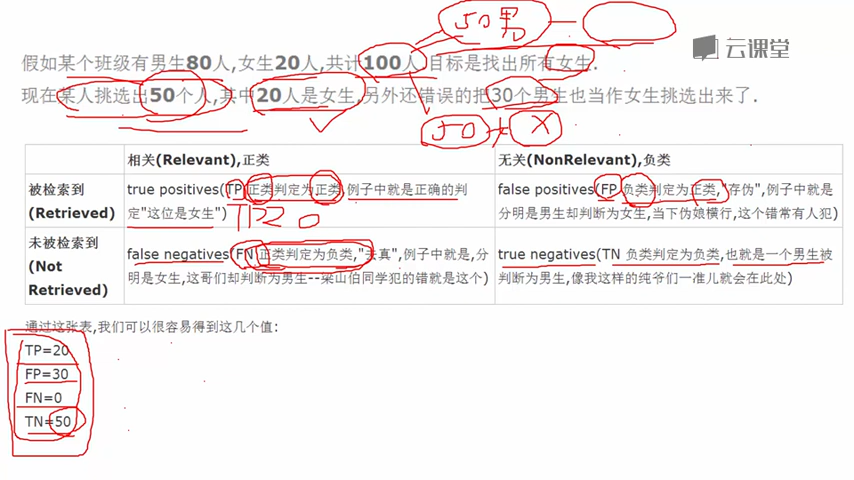 50男
云课堂
假如某个班级有男生80人,女生20人,共计100人.目标是找出所有女生.
现在某人挑选出50个人,其中20人是女生,另外还错误的把30个男生也当作女生挑选出来了.
50 X
相关(Relevant),正类
无关(NonRelevant),负类
被检索到
(Retrieved)
true positives(TP 正类判定为正类,例子中就是正确的判
定"这位是女生")
false positives(FP 负类判定为正类,"存伪",例子中就是
分明是男生却判断为女生,当下伪娘横行,这个错常有人犯)
未被检索到
(Not
Retrieved)
false negatives(FN 正类判定为负类,"去真",例子中就是,分
明是女生,这哥们却判断为男生--梁山伯同学犯的错就是这个)
true negatives(TN 负类判定为负类,也就是一个男生被
判断为男生,像我这样的纯爷们一准儿就会在此处)
通过这张表,我们可以很容易得到这几个值:
TP=20
FP=30
FN=0
TN=50